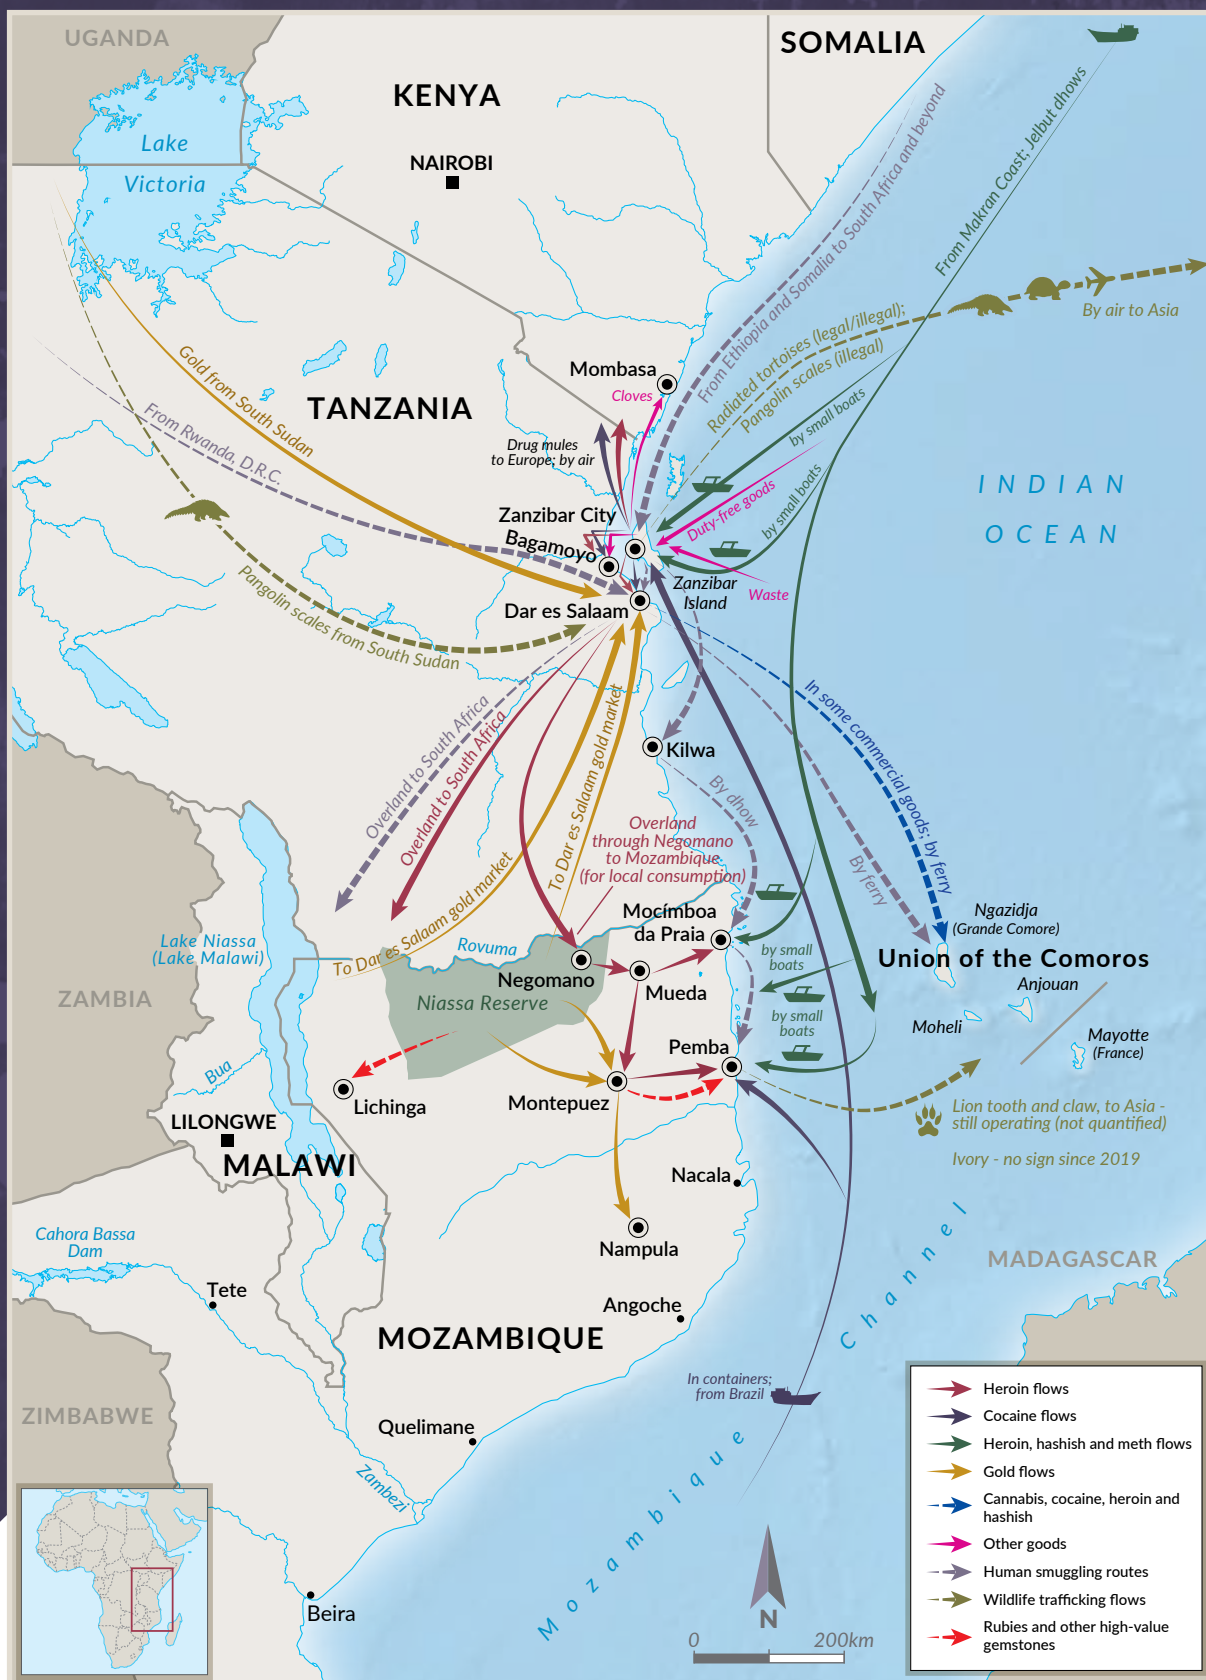 UGANDA
SOMALIA
KENYA
NAIROBI
Lake
Victoria
From Makran Coast; Jelbut dhows
From Ethiopia and Somalia to South Africa and beyond
By air to Asia
Radiated tortoises (legal/illegal);
Pangolin scales (illegal)
Gold from South Sudan
Mombasa
Cloves
TANZANIA
From Rwanda, D.R.C.
Drug mules
to Europe; by air
by small boats
by small boats
Duty-free goods
INDIAN
OCEAN
Zanzibar City
Bagamoyo
Zanzibar
Island
Waste
Dar es Salaam
Pangolin scales from South Sudan
Overland to South Africa
Overland to South Africa
To Dar es Salaam gold market
To Dar es Salaam gold market
In some commercial goods; by ferry
Kilwa
By dhow
By ferry
Overland
through Negomano
to Mozambique
(for local consumption)
Mocímboa
da Praia
Ngazidja
(Grande Comore)
Union of the Comoros
Anjouan
Moheli
Mayotte
(France)
Lake Niassa
(Lake Malawi)
Rovuma
Negomano
Mueda
by small
boats
by small
boats
ZAMBIA
Niassa Reserve
Pemba
Bua
Lichinga
Montepuez
LILONGWE
MALAWI
Lion tooth and claw, to Asia -
still operating (not quantified)
Ivory - no sign since 2019
Nacala
Nampula
Cahora Bassa
Dam
Tete
Angoche
MADAGASCAR
MOZAMBIQUE
Mozambique Channel
In containers;
from Brazil
ZIMBABWE
Quelimane
Zambezi
Beira
N
0 200km
Heroin flows
Cocaine flows
Heroin, hashish and meth flows
Gold flows
Cannabis, cocaine, heroin and
hashish
Other goods
Human smuggling routes
Wildlife trafficking flows
Rubies and other high-value
gemstones